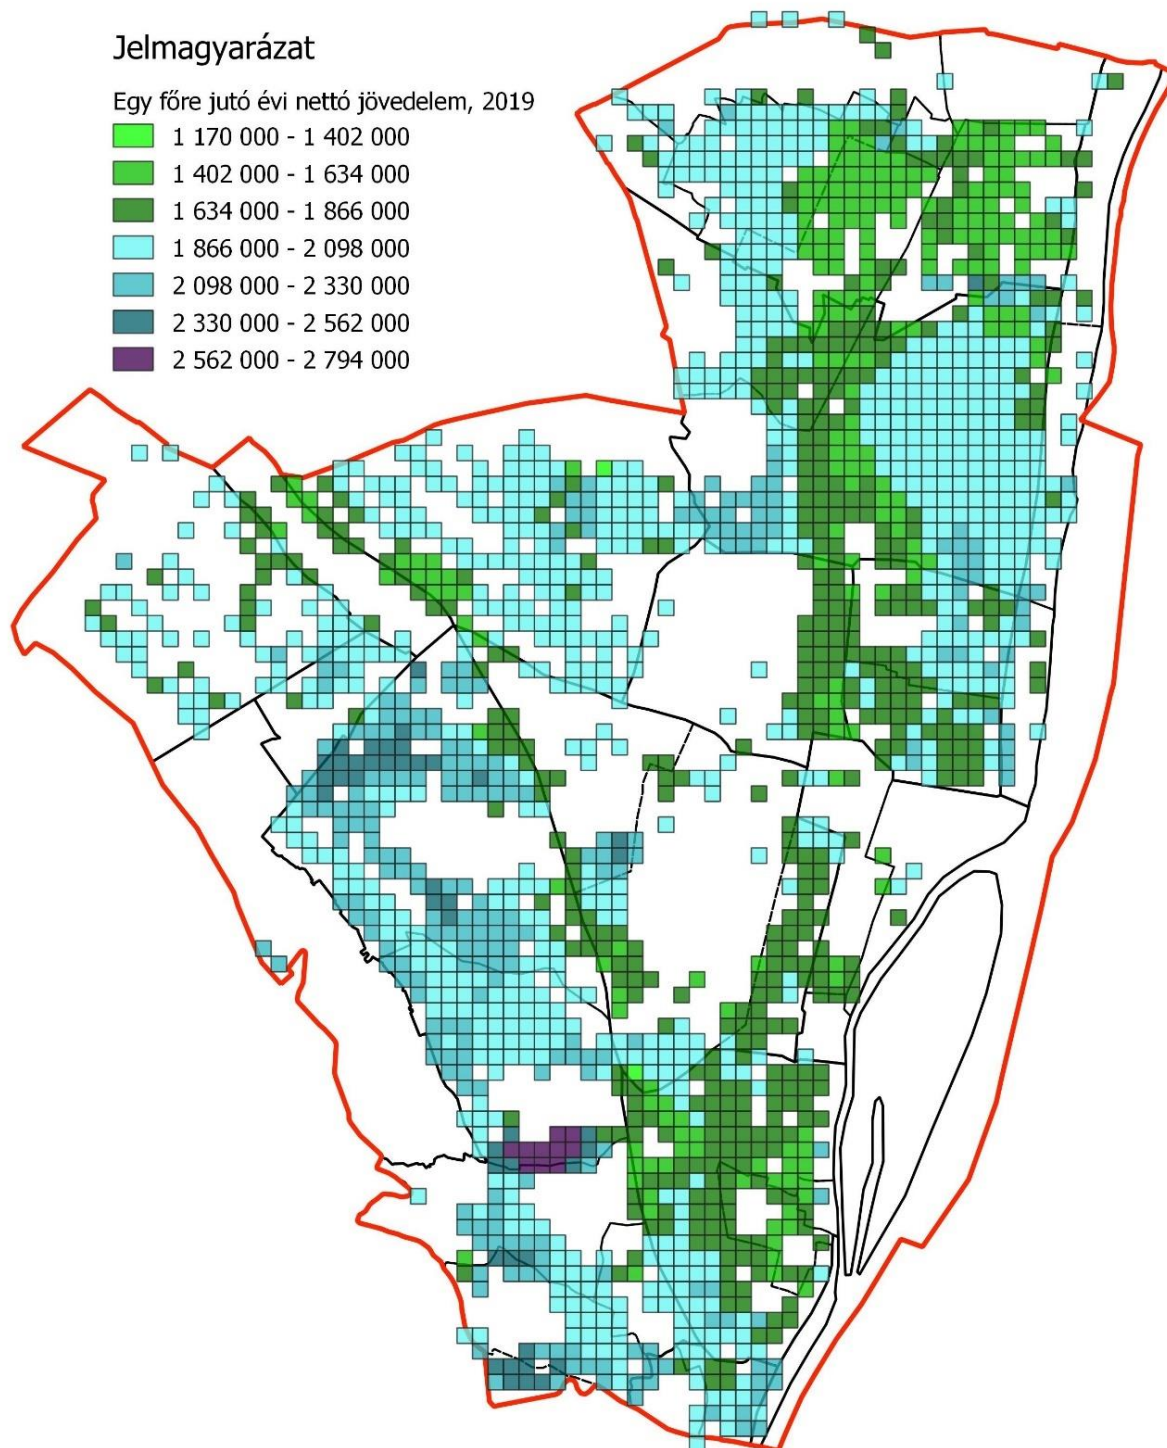 Jelmagyarázat
Egy főre jutó évi nettó jövedelem, 2019
1 170 000 - 1 402 000
1 402 000 - 1 634 000
1 634 000 - 1 866 000
1 866 000 - 2 098 000
2 098 000 - 2 330 000
2 330 000 - 2 562 000
2 562 000 - 2 794 000